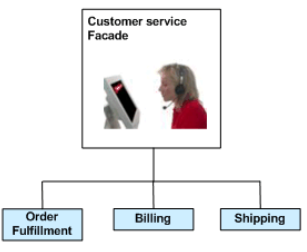 Customer service
Facade
Order
Fulfillment
Billing
Shipping